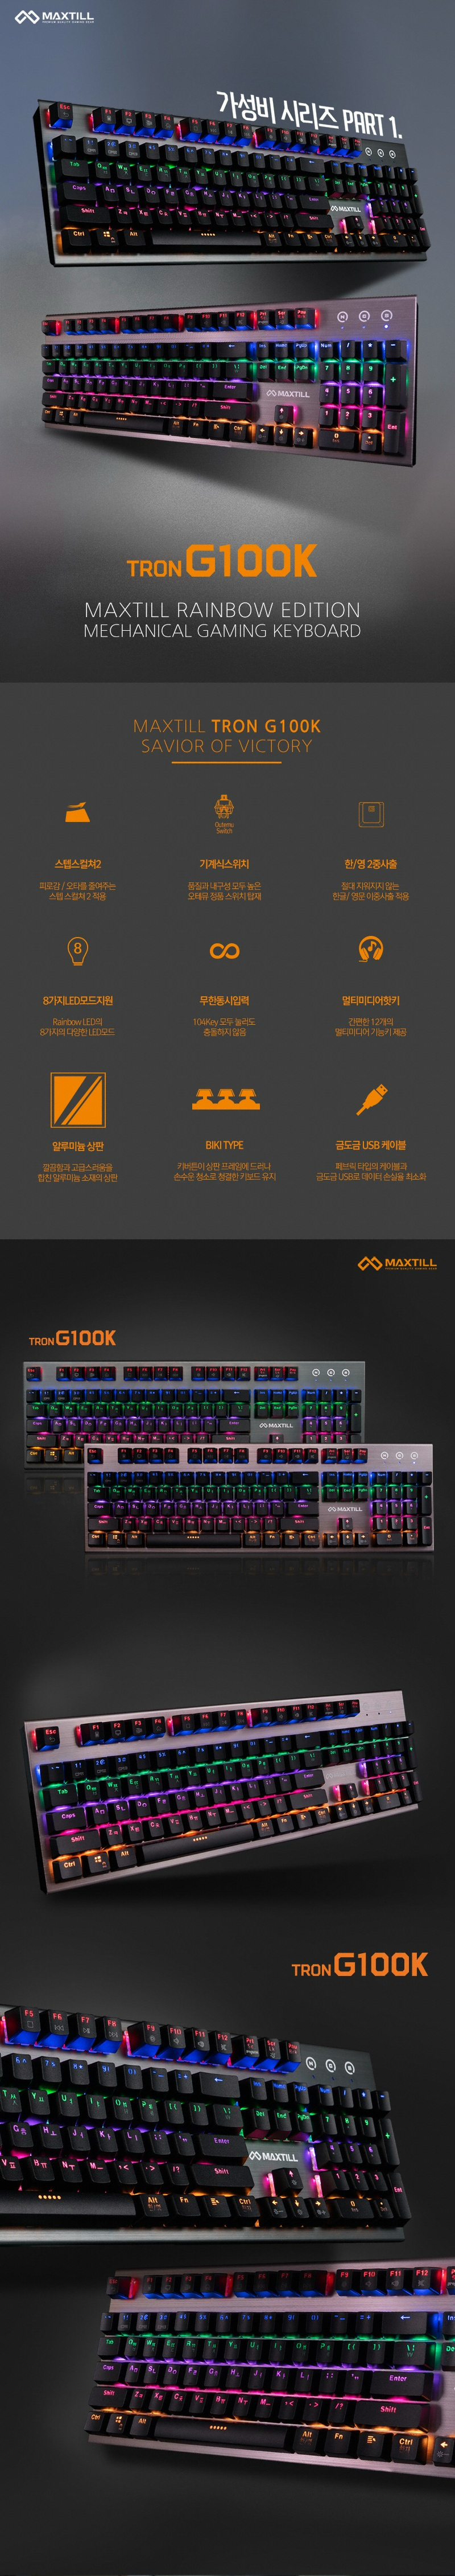 MAXTILL
PREMIUM QUALITY GAMING GEAR
가성비 시리즈 PART 1.
TRON G100K
MAXTILL RAINBOW EDITION
MECHANICAL GAMING KEYBOARD
MAXTILL TRON G100K
SAVIOR OF VICTORY
Outemu
Switch
스텝스컬쳐2
기계식스위치
한/영 2중사출
피로감 / 오타를 줄여주는
스텝 스컬쳐 2 적용
품질과 내구성 모두 높은
오테뮤 정품 스위치 탑재
절대 지워지지 않는
한글/ 영문 이중사출 적용
8
8가지LED모드지원
무한동시입력
멀티미디어핫키
Rainbow LED의
8가지의 다양한 LED모드
104Key 모두 눌러도
충돌하지 않음
간편한 12개의
멀티미디어 기능키 제공
알루미늄 상판
BIKI TYPE
금도금 USB 케이블
깔끔함과 고급스러움을
합친 알루미늄 소재의 상판
키버튼이 상판 프레임에 드러나
손수운 청소로 청결한 키보드 유지
페브릭 타입의 케이블과
금도금 USB로 데이터 손실율 최소화
MAXTILL
PREMIUM QUALITY GAMING GEAR
TRON G100K
MAXTILL
MAXTILL
TRON G100K
MAXTILL